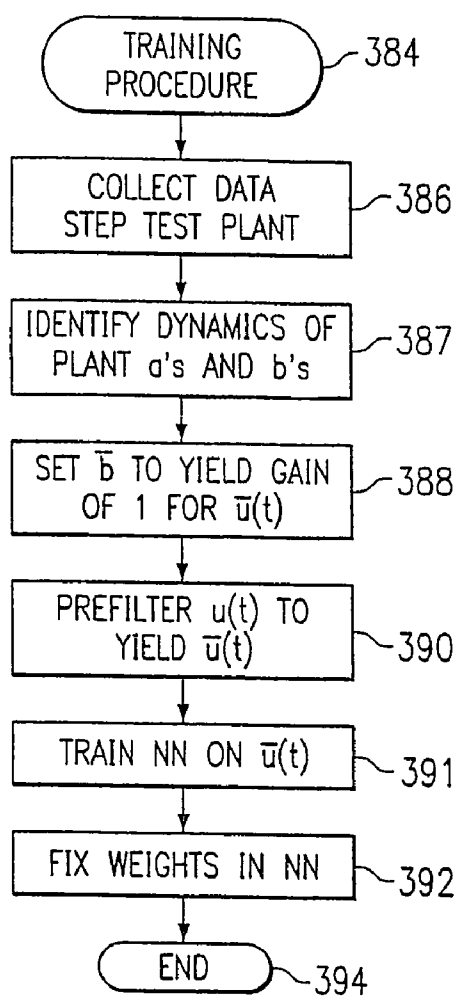 TRAINING
PROCEDURE
384
COLLECT DATA
STEP TEST PLANT
386
IDENTIFY DYNAMICS OF
PLANT a's AND b's
387
SET b̅ TO YIELD GAIN
OF 1 FOR u̅(t)
388
PREFILTER u(t) TO
YIELD u̅(t)
390
TRAIN NN ON u̅(t)
391
FIX WEIGHTS IN NN
392
END
394